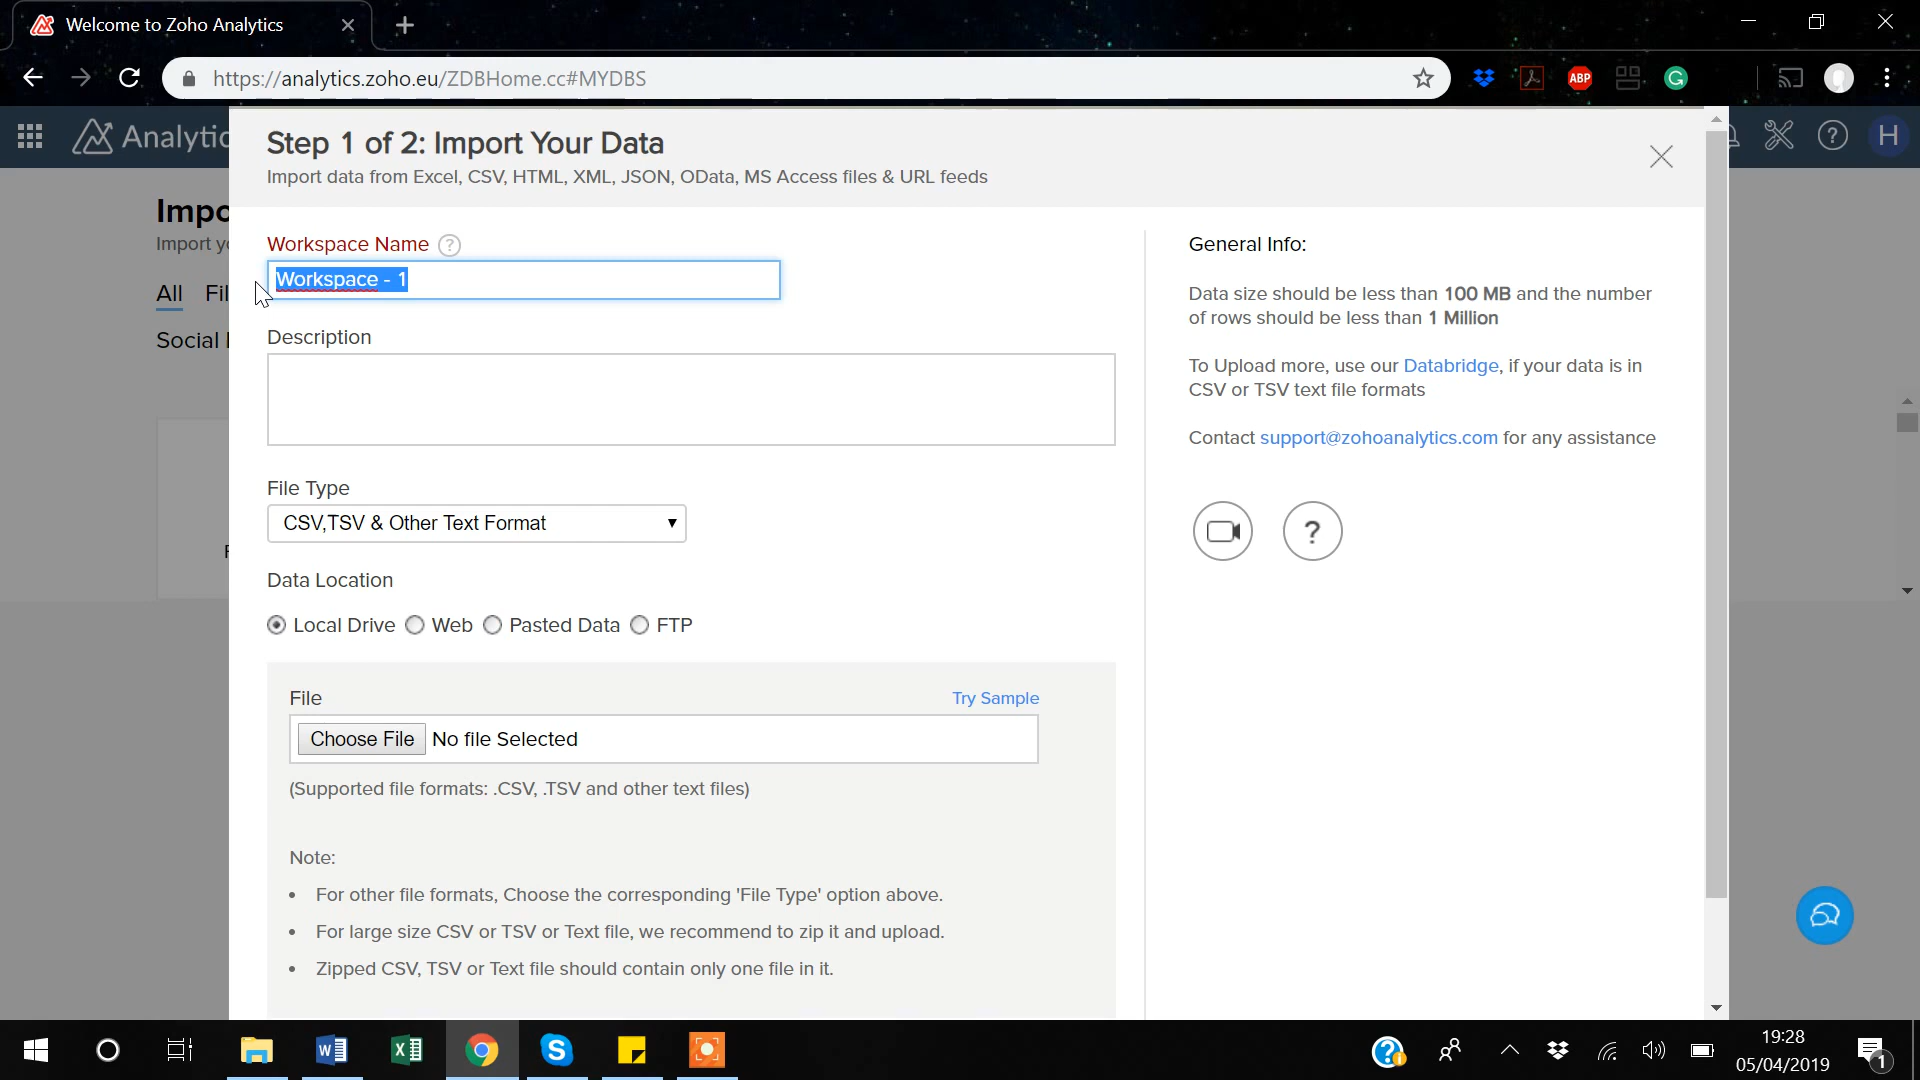 Welcome to Zoho Analytics
https://analytics.zoho.eu/ZDBHome.cc#MYDBS
ABP
G
Analytic
H
Step 1 of 2: Import Your Data
Import data from Excel, CSV, HTML, XML, JSON, OData, MS Access files & URL feeds
Impo
Import yo
All Fil
Social
Workspace Name ?
Workspace - 1
Description
File Type
CSV,TSV & Other Text Format
Data Location
Local Drive Web Pasted Data FTP
File Try Sample
Choose File No file Selected
(Supported file formats: .CSV, .TSV and other text files)
Note:
• For other file formats, Choose the corresponding 'File Type' option above.
• For large size CSV or TSV or Text file, we recommend to zip it and upload.
• Zipped CSV, TSV or Text file should contain only one file in it.
General Info:
Data size should be less than 100 MB and the number
of rows should be less than 1 Million
To Upload more, use our Databridge, if your data is in
CSV or TSV text file formats
Contact support@zohoanalytics.com for any assistance
?
19:28
05/04/2019
1